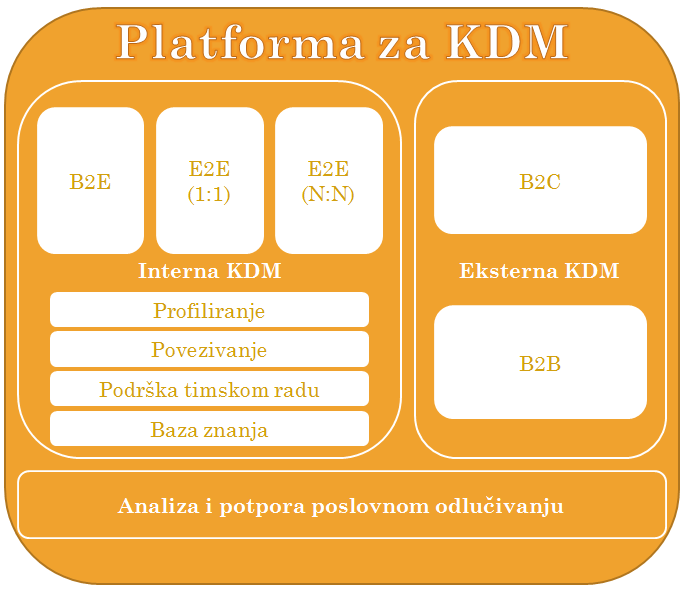 Platforma za KDM
B2E
E2E
(1:1)
E2E
(N:N)
Interna KDM
Profiliranje
Povezivanje
Podrška timskom radu
Baza znanja
B2C
Eksterna KDM
B2B
Analiza i potpora poslovnom odlučivanju